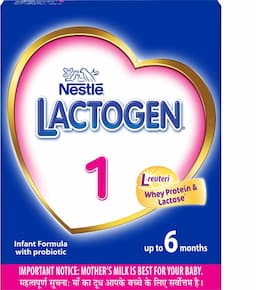 Nestlé
LACTOGEN®
1
L-reuteri
Whey Protein &
Lactose
Infant Formula
with probiotic
up to 6 months
IMPORTANT NOTICE: MOTHER'S MILK IS BEST FOR YOUR BABY.
महत्वपूर्ण सूचना: माँ का दूध आपके बच्चे के लिए सर्वोत्तम है।